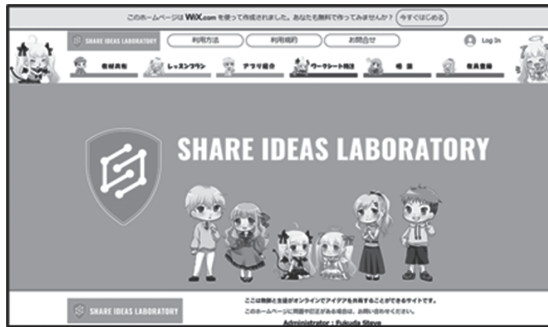 このホームページは WiX.com を使って作成されました。あなたも無料で作ってみませんか？ 今すぐはじめる
SHARE IDEAS LABORATORY 利用方法 利用規約 お問合せ Log In
教材共有 レッスンプラン アプリ紹介 ワークシート特注 相談 教具登録
SHARE IDEAS LABORATORY
SHARE IDEAS LABORATORY
ここは教師と生徒がオンラインでアイデアを共有することができるサイトです。
このホームページに問題や訂正がある場合は、お問い合わせください。
Administrator : Fukuda Steve